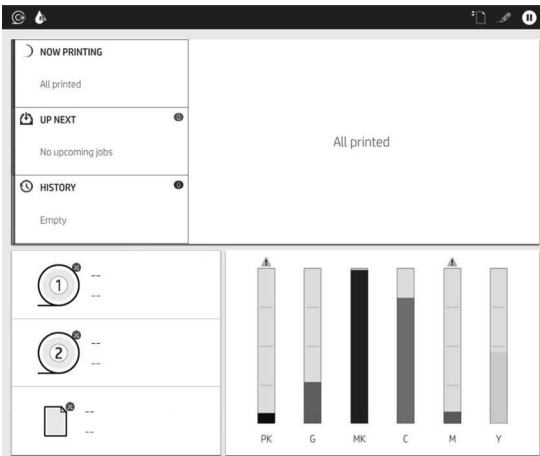 NOW PRINTING
All printed
UP NEXT
0
No upcoming jobs
HISTORY
0
Empty
All printed
1
--
--
2
--
--
--
--
PK G MK C M Y